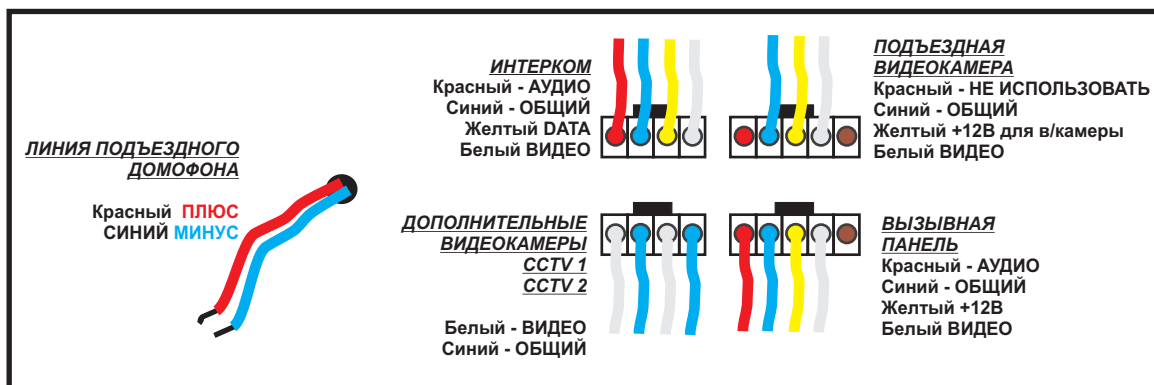 ЛИНИЯ ПОДЪЕЗДНОГО
ДОМОФОНА
Красный ПЛЮС
СИНИЙ МИНУС
ИНТЕРКОМ
Красный - АУДИО
Синий - ОБЩИЙ
Желтый DATA
Белый ВИДЕО
ПОДЪЕЗДНАЯ
ВИДЕОКАМЕРА
Красный - НЕ ИСПОЛЬЗОВАТЬ
Синий - ОБЩИЙ
Желтый +12В для в/камеры
Белый ВИДЕО
ДОПОЛНИТЕЛЬНЫЕ
ВИДЕОКАМЕРЫ
CCTV 1
CCTV 2
Белый - ВИДЕО
Синий - ОБЩИЙ
ВЫЗЫВНАЯ
ПАНЕЛЬ
Красный - АУДИО
Синий - ОБЩИЙ
Желтый +12В
Белый ВИДЕО